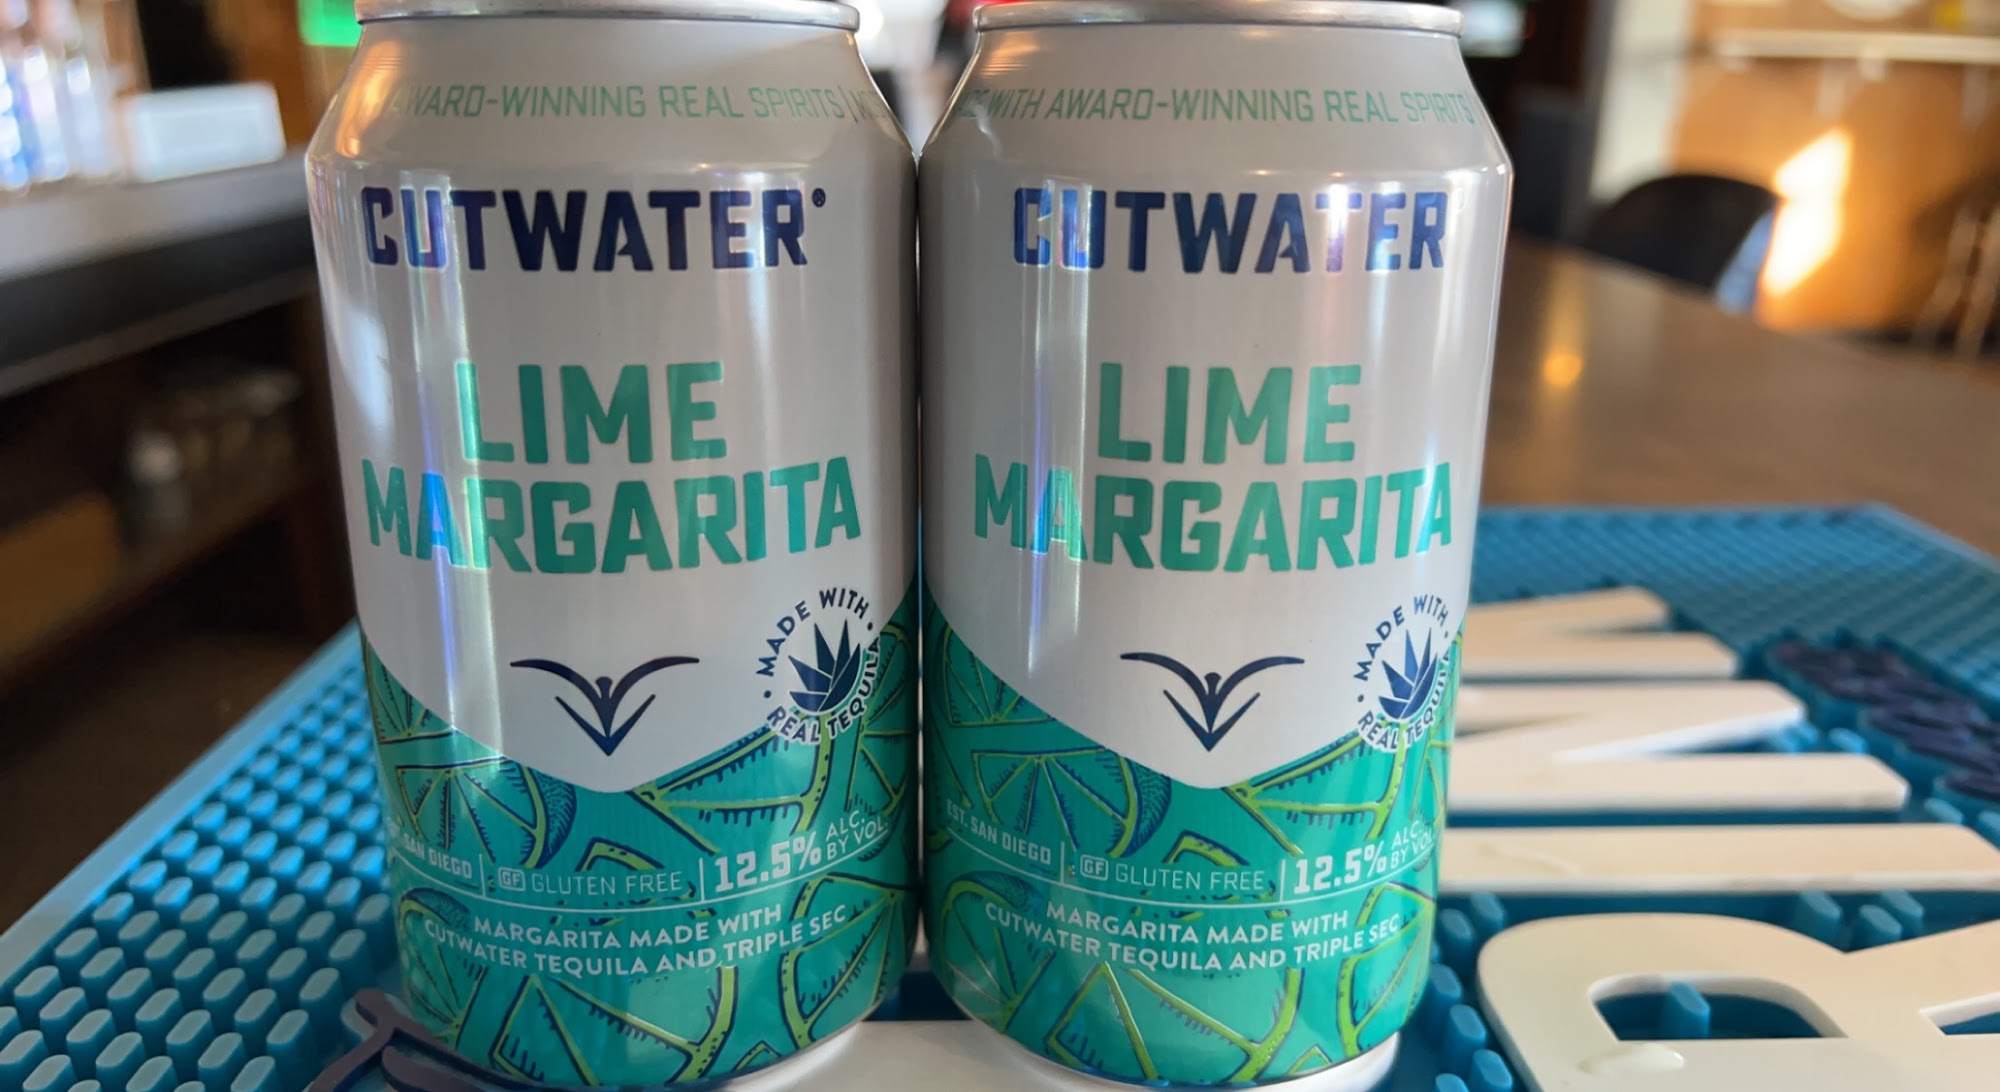 AWARD-WINNING REAL SPIRITS |
CUTWATER®
LIME
MARGARITA
• MADE WITH •
REAL TEQUILA
EST. SAN DIEGO | GF GLUTEN FREE | 12.5% ALC. BY VOL.
MARGARITA MADE WITH
CUTWATER TEQUILA AND TRIPLE SEC
WITH AWARD-WINNING REAL SPIRITS
CUTWATER
LIME
MARGARITA
• MADE WITH •
REAL TEQUILA
EST. SAN DIEGO | GF GLUTEN FREE | 12.5% ALC. BY VOL.
MARGARITA MADE WITH
CUTWATER TEQUILA AND TRIPLE SEC